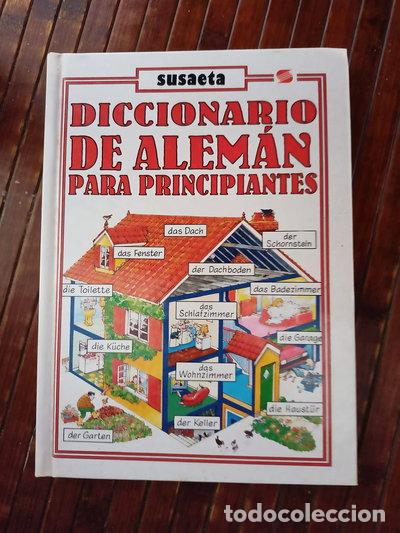 susaeta
DICCIONARIO
DE ALEMÁN
PARA PRINCIPIANTES
das Dach
der
Schornstein
das Fenster
der Dachboden
die Toilette
das Badezimmer
das
Schlafzimmer
die Küche
die Garage
das
Wohnzimmer
die Haustür
der Garten
der Keller
todocoleccion